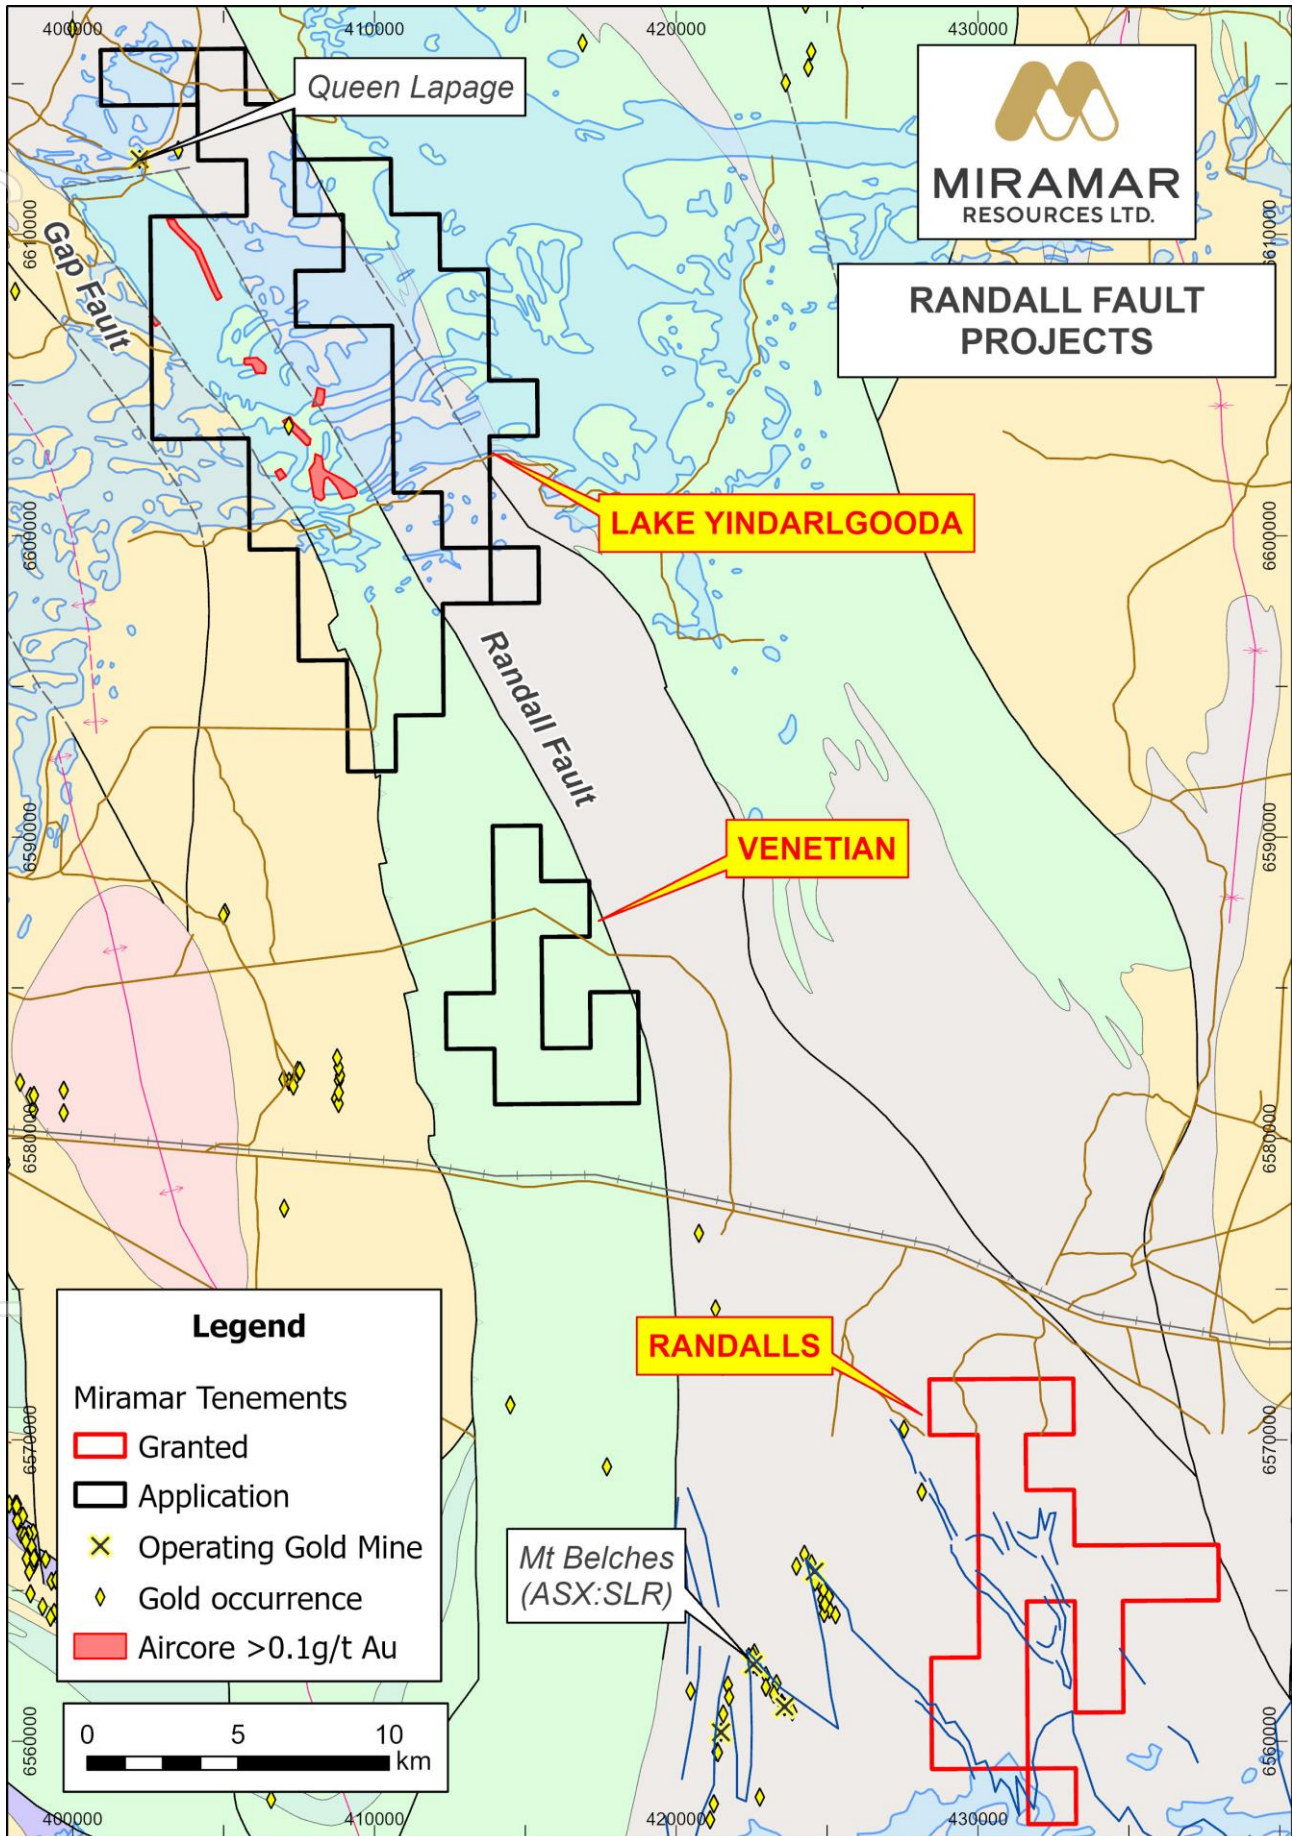 400000
410000
420000
430000
Queen Lapage
MIRAMAR
RESOURCES LTD.
RANDALL FAULT
PROJECTS
6610000
6610000
Gap Fault
LAKE YINDARLGOODA
6600000
6600000
Randall Fault
6590000
6590000
VENETIAN
6580000
6580000
RANDALLS
Legend
Miramar Tenements
Granted
Application
Operating Gold Mine
Gold occurrence
Aircore >0.1g/t Au
6570000
6570000
Mt Belches
(ASX:SLR)
0 5 10
km
6560000
6560000
400000
410000
420000
430000